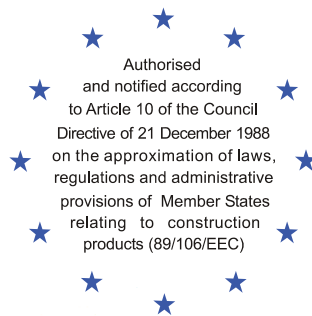 Authorised
and notified according
to Article 10 of the Council
Directive of 21 December 1988
on the approximation of laws,
regulations and administrative
provisions of Member States
relating to construction
products (89/106/EEC)